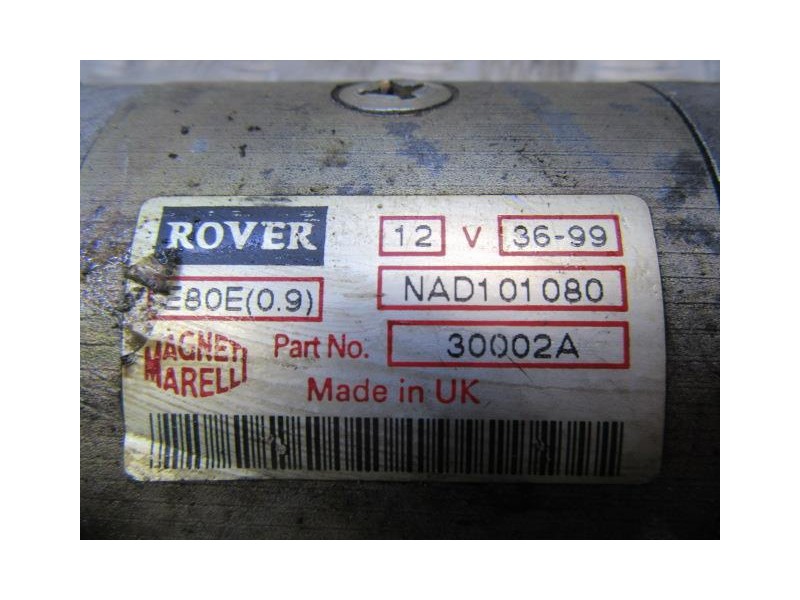 ROVER 12 V 36-99
E80E(0.9) NAD101080
MAGNETI MARELLI Part No. 30002A
Made in UK